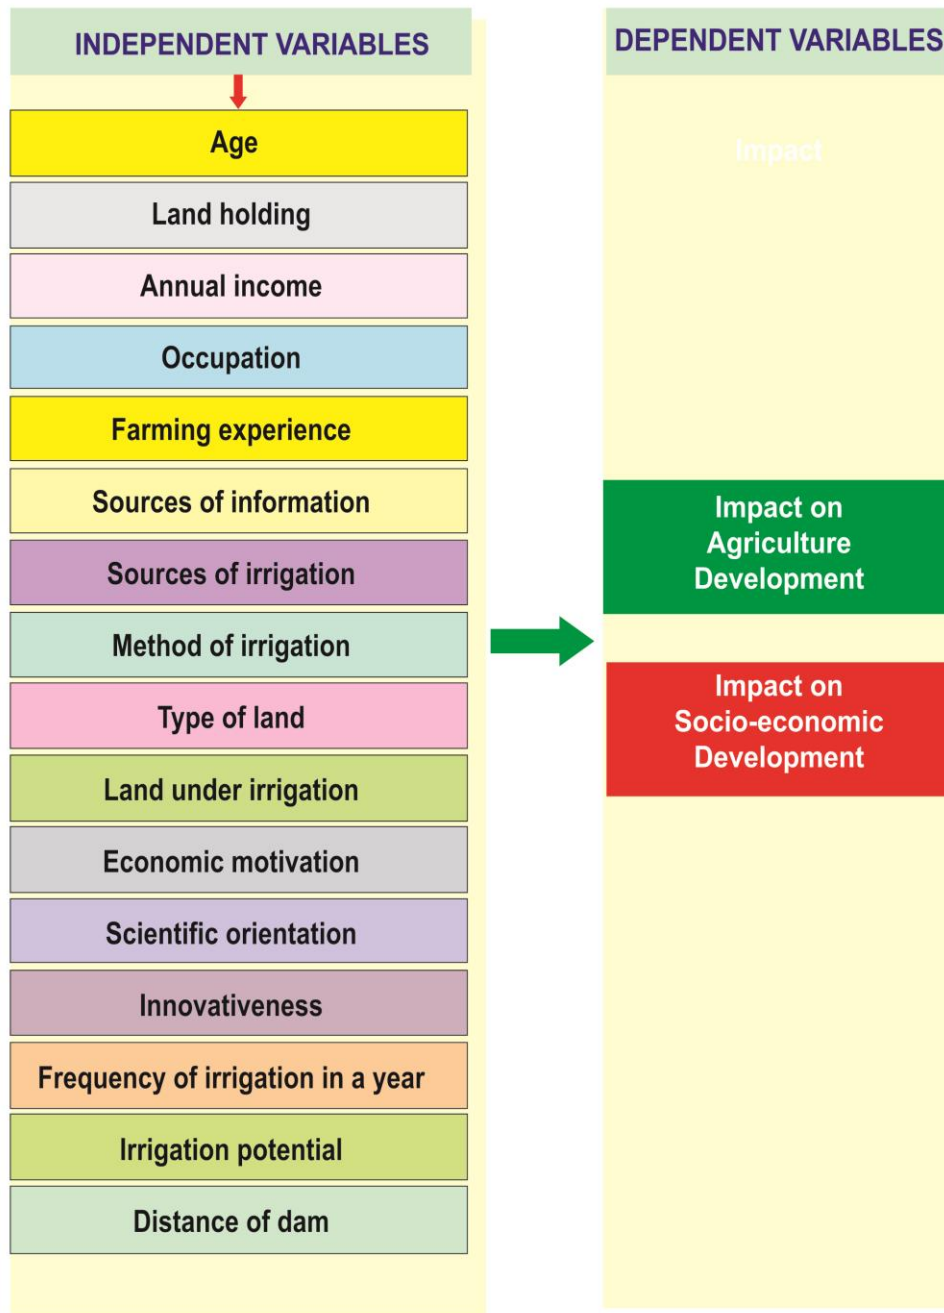 INDEPENDENT VARIABLES
Age
Land holding
Annual income
Occupation
Farming experience
Sources of information
Sources of irrigation
Method of irrigation
Type of land
Land under irrigation
Economic motivation
Scientific orientation
Innovativeness
Frequency of irrigation in a year
Irrigation potential
Distance of dam
DEPENDENT VARIABLES
Impact
Impact on
Agriculture
Development
Impact on
Socio-economic
Development